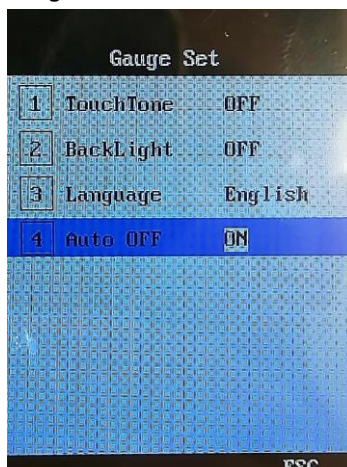 Gauge Set
1 TouchTone OFF
2 BackLight OFF
3 Language English
4 Auto OFF ON
ESC